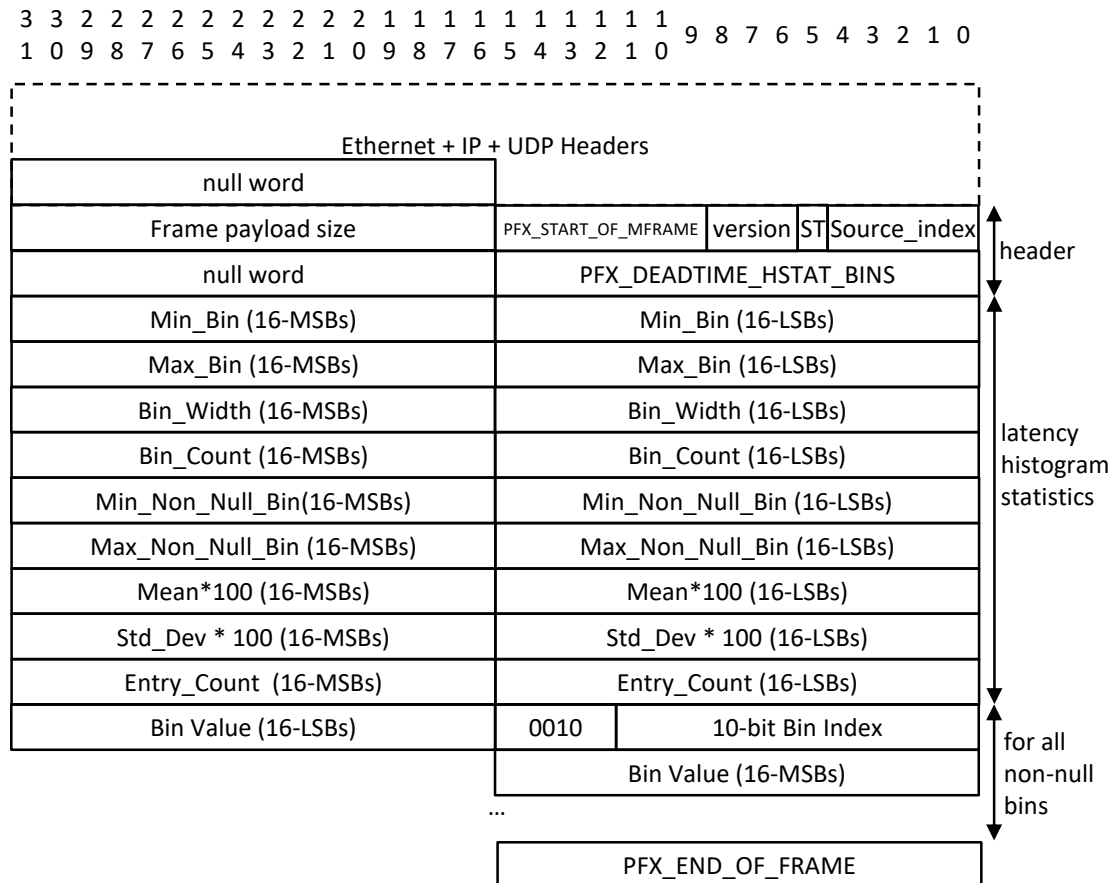 3 3 2 2 2 2 2 2 2 2 2 2 1 1 1 1 1 1 1 1 1 1 9 8 7 6 5 4 3 2 1 0
1 0 9 8 7 6 5 4 3 2 1 0 9 8 7 6 5 4 3 2 1 0
Ethernet + IP + UDP Headers
null word
Frame payload size PFX_START_OF_MFRAME version ST Source_index
header
null word PFX_DEADTIME_HSTAT_BINS
Min_Bin (16-MSBs) Min_Bin (16-LSBs)
Max_Bin (16-MSBs) Max_Bin (16-LSBs)
Bin_Width (16-MSBs) Bin_Width (16-LSBs)
Bin_Count (16-MSBs) Bin_Count (16-LSBs)
Min_Non_Null_Bin(16-MSBs) Min_Non_Null_Bin (16-LSBs)
Max_Non_Null_Bin (16-MSBs) Max_Non_Null_Bin (16-LSBs)
Mean*100 (16-MSBs) Mean*100 (16-LSBs)
Std_Dev * 100 (16-MSBs) Std_Dev * 100 (16-LSBs)
Entry_Count (16-MSBs) Entry_Count (16-LSBs)
latency
histogram
statistics
Bin Value (16-LSBs) 0010 10-bit Bin Index
Bin Value (16-MSBs)
for all
non-null
bins
...
PFX_END_OF_FRAME